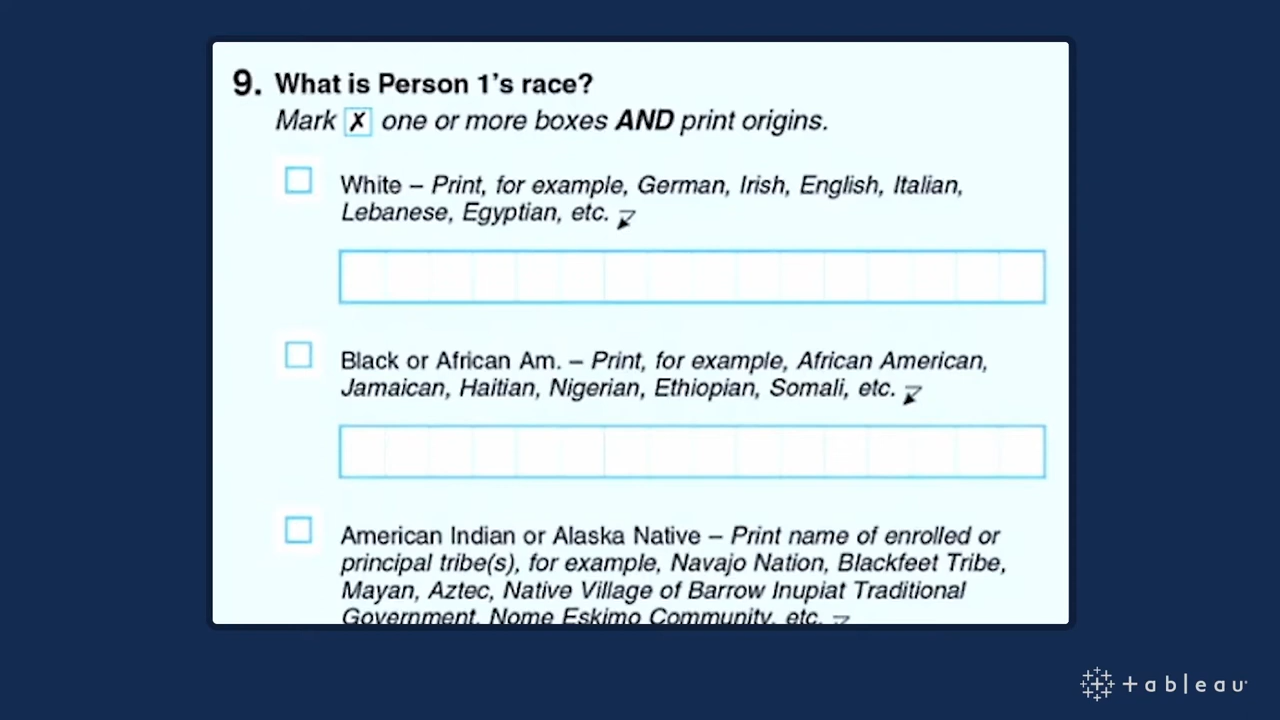 9. What is Person 1's race?
Mark ✗ one or more boxes AND print origins.
White – Print, for example, German, Irish, English, Italian,
Lebanese, Egyptian, etc.
Black or African Am. – Print, for example, African American,
Jamaican, Haitian, Nigerian, Ethiopian, Somali, etc.
American Indian or Alaska Native – Print name of enrolled or
principal tribe(s), for example, Navajo Nation, Blackfeet Tribe,
Mayan, Aztec, Native Village of Barrow Inupiat Traditional
Government, Nome Eskimo Community, etc.
+ableau